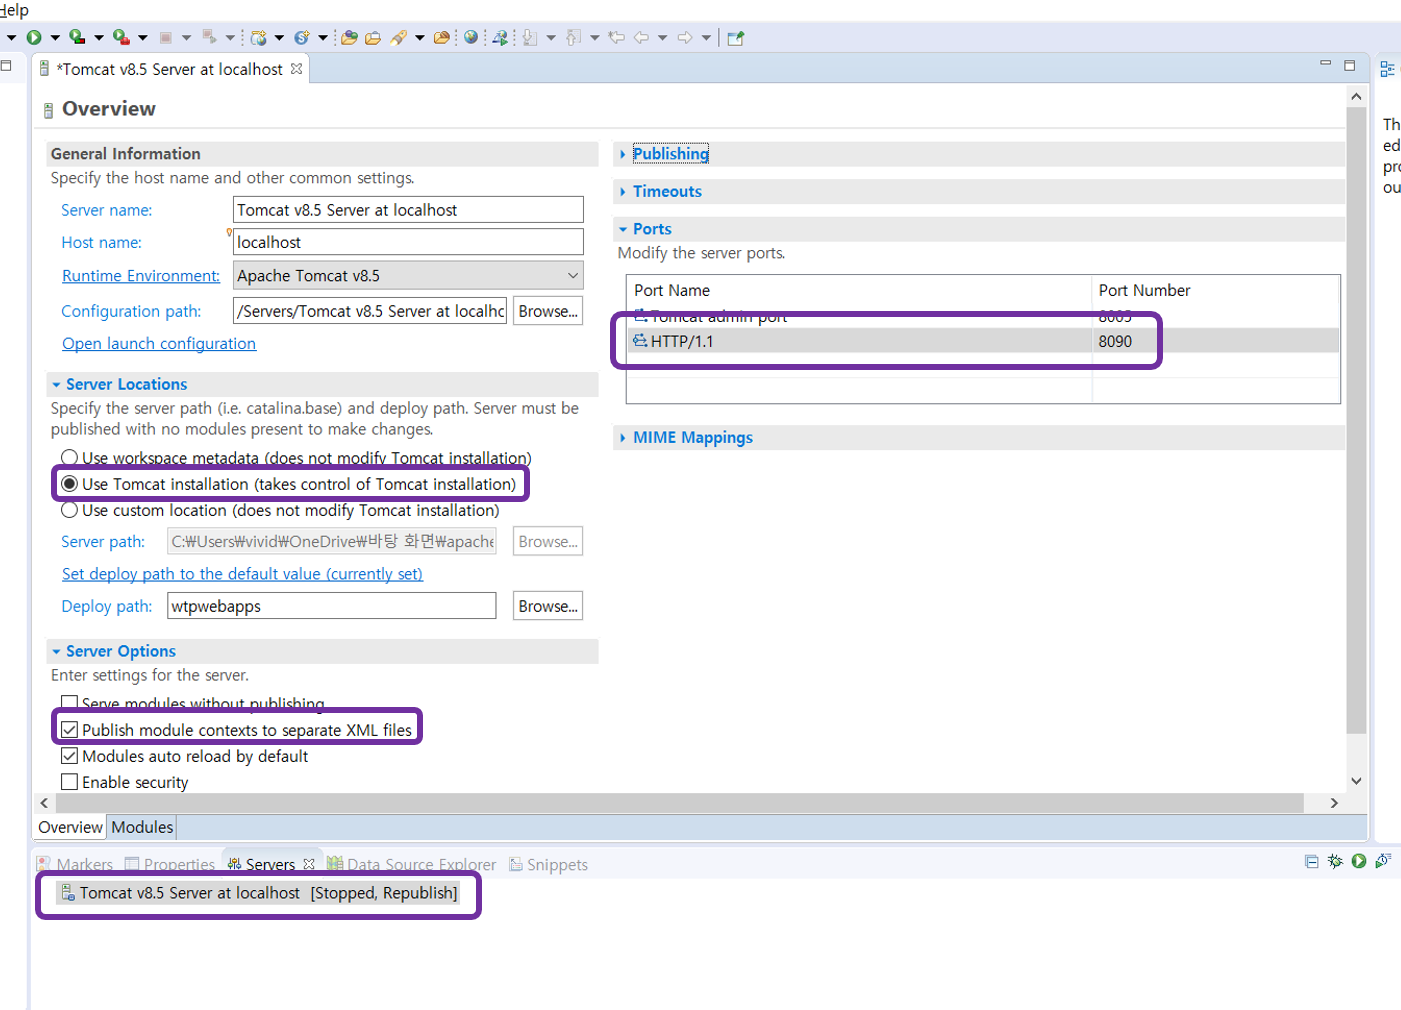 Help
*Tomcat v8.5 Server at localhost
Overview
General Information
Specify the host name and other common settings.
Server name: Tomcat v8.5 Server at localhost
Host name: localhost
Runtime Environment: Apache Tomcat v8.5
Configuration path: /Servers/Tomcat v8.5 Server at localhc Browse...
Open launch configuration
Server Locations
Specify the server path (i.e. catalina.base) and deploy path. Server must be
published with no modules present to make changes.
Use workspace metadata (does not modify Tomcat installation)
Use Tomcat installation (takes control of Tomcat installation)
Use custom location (does not modify Tomcat installation)
Server path: C:₩Users₩vivid₩OneDrive₩바탕 화면₩apache Browse...
Set deploy path to the default value (currently set)
Deploy path: wtpwebapps Browse...
Server Options
Enter settings for the server.
Serve modules without publishing
Publish module contexts to separate XML files
Modules auto reload by default
Enable security
Publishing
Timeouts
Ports
Modify the server ports.
Port Name Port Number
Tomcat admin port 8005
HTTP/1.1 8090
MIME Mappings
Th
ed
pro
ou
Overview Modules
Markers Properties Servers Data Source Explorer Snippets
Tomcat v8.5 Server at localhost [Stopped, Republish]